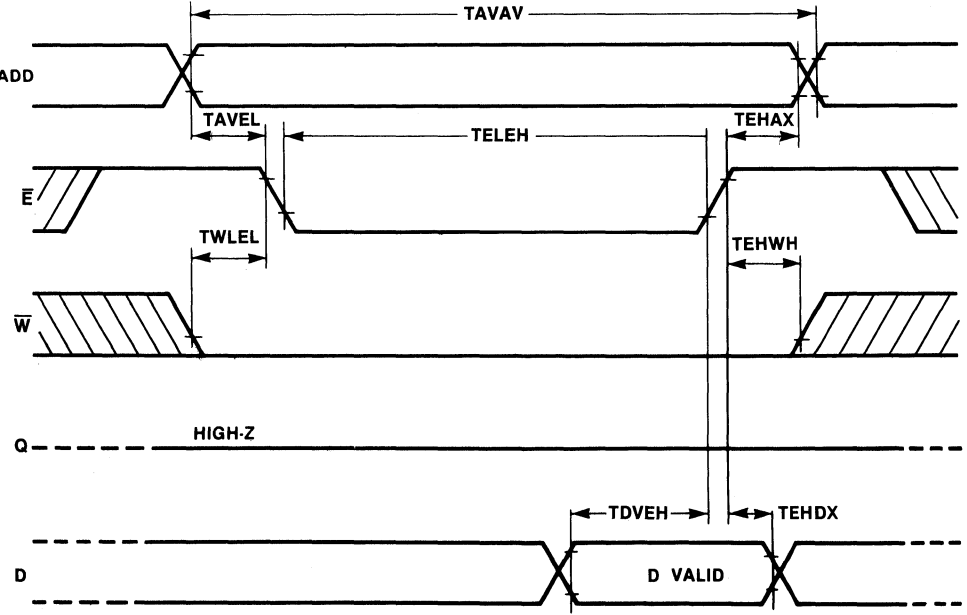 TAVAV
ADD
TAVEL
TELEH
TEHAX
E
TWLEL
TEHWH
W
HIGH-Z
Q
TDVEH
TEHDX
D
D VALID